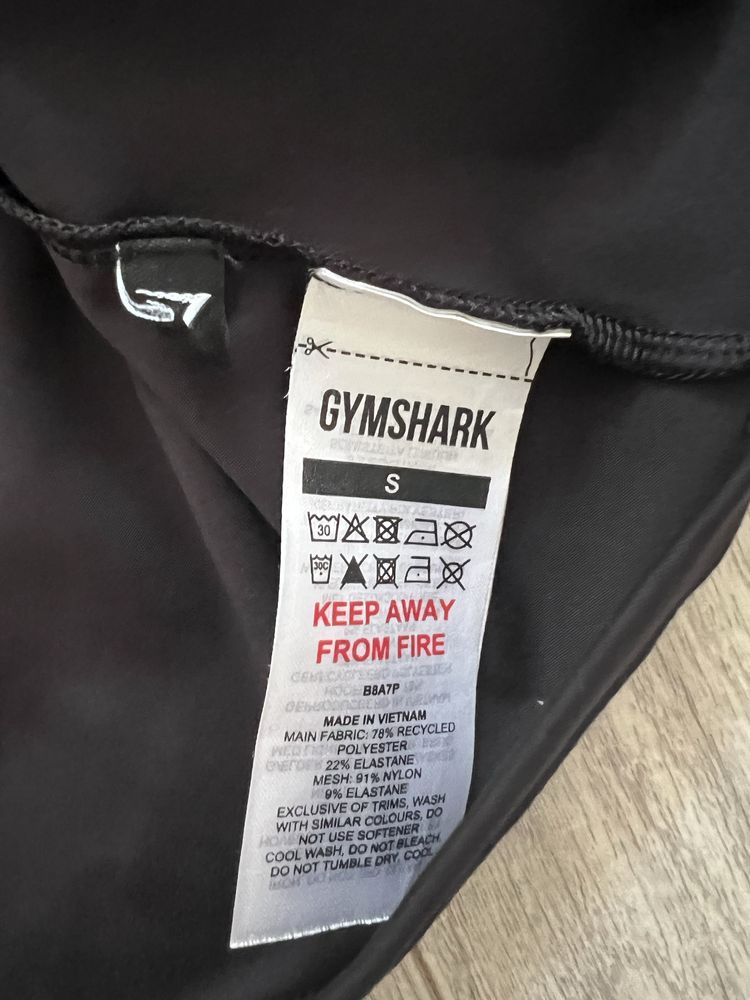 GYMSHARK
S
30
30C
KEEP AWAY
FROM FIRE
B8A7P
MADE IN VIETNAM
MAIN FABRIC: 78% RECYCLED
POLYESTER
22% ELASTANE
MESH: 91% NYLON
9% ELASTANE
EXCLUSIVE OF TRIMS, WASH
WITH SIMILAR COLOURS, DO
NOT USE SOFTENER
COOL WASH, DO NOT BLEACH,
DO NOT TUMBLE DRY, COOL